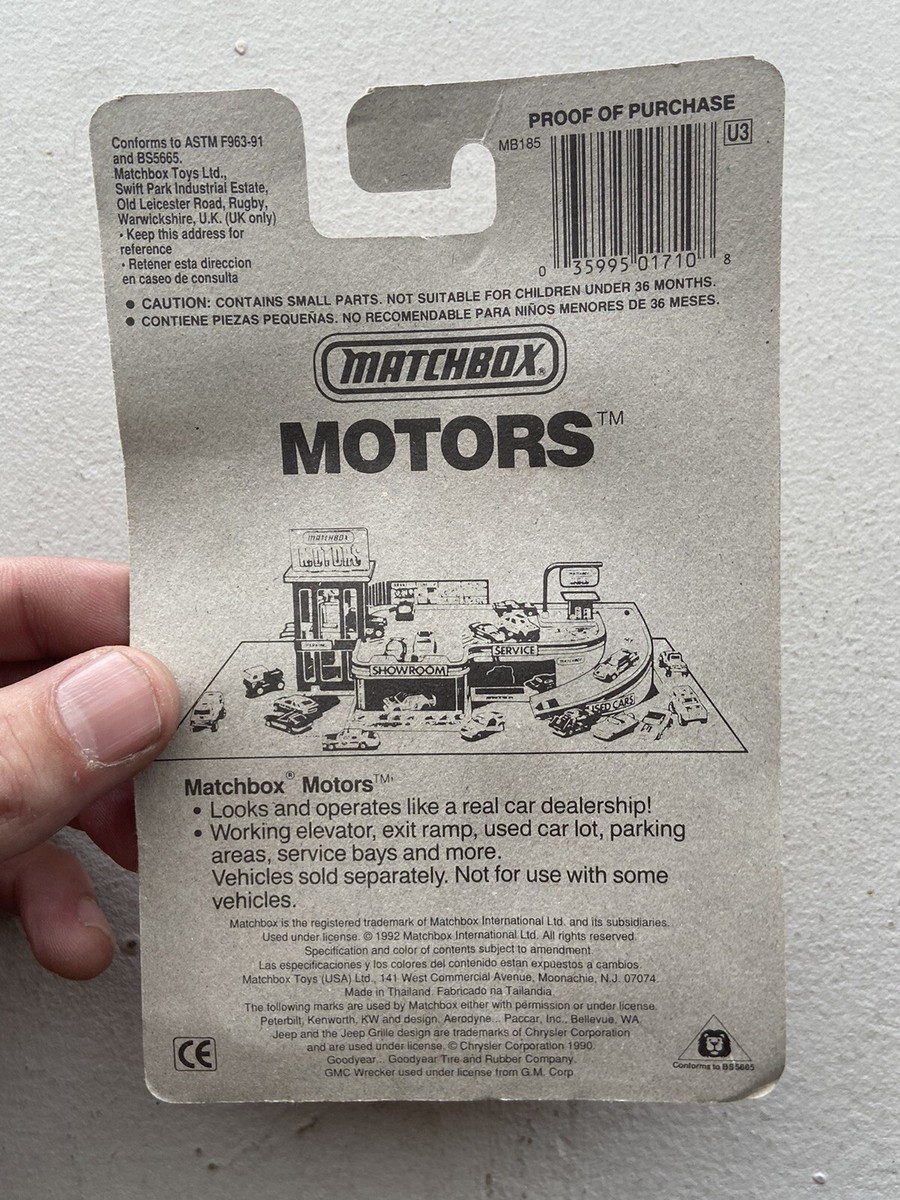 Conforms to ASTM F963-91
and BS5665.
Matchbox Toys Ltd.,
Swift Park Industrial Estate,
Old Leicester Road, Rugby,
Warwickshire, U.K. (UK only)
• Keep this address for
reference
• Retener esta direccion
en caseo de consulta
PROOF OF PURCHASE
MB185
U3
0 35995 01710 8
• CAUTION: CONTAINS SMALL PARTS. NOT SUITABLE FOR CHILDREN UNDER 36 MONTHS.
• CONTIENE PIEZAS PEQUEÑAS. NO RECOMENDABLE PARA NIÑOS MENORES DE 36 MESES.
MATCHBOX®
MOTORS™
MATCHBOX
MOTORS
SERVICE
SHOWROOM
USED CARS
Matchbox® Motors™
• Looks and operates like a real car dealership!
• Working elevator, exit ramp, used car lot, parking
areas, service bays and more.
Vehicles sold separately. Not for use with some
vehicles.
Matchbox is the registered trademark of Matchbox International Ltd. and its subsidiaries.
Used under license. © 1992 Matchbox International Ltd. All rights reserved.
Specification and color of contents subject to amendment
Las especificaciones y los colores del contenido estan expuestos a cambios.
Matchbox Toys (USA) Ltd., 141 West Commercial Avenue, Moonachie, N.J. 07074.
Made in Thailand. Fabricado na Tailandia
The following marks are used by Matchbox either with permission or under license.
Peterbilt, Kenworth, KW and design, Aerodyne... Paccar, Inc., Bellevue, WA.
Jeep and the Jeep Grille design are trademarks of Chrysler Corporation
and are used under license. © Chrysler Corporation 1990.
Goodyear... Goodyear Tire and Rubber Company.
GMC Wrecker used under license from G.M. Corp.
CE
Conforms to BS5665